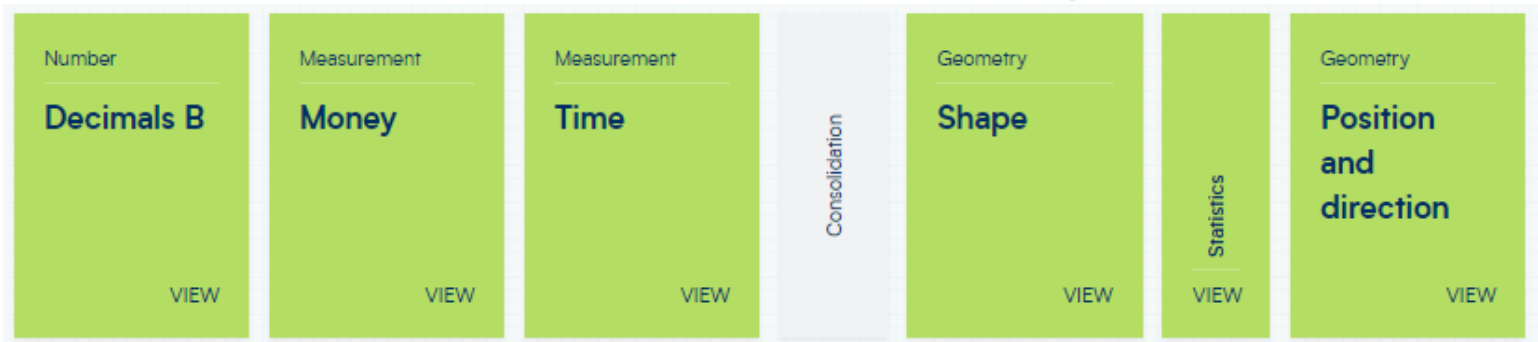 Number
Decimals B
VIEW
Measurement
Money
VIEW
Measurement
Time
VIEW
Consolidation
Geometry
Shape
VIEW
Statistics
VIEW
Geometry
Position
and
direction
VIEW